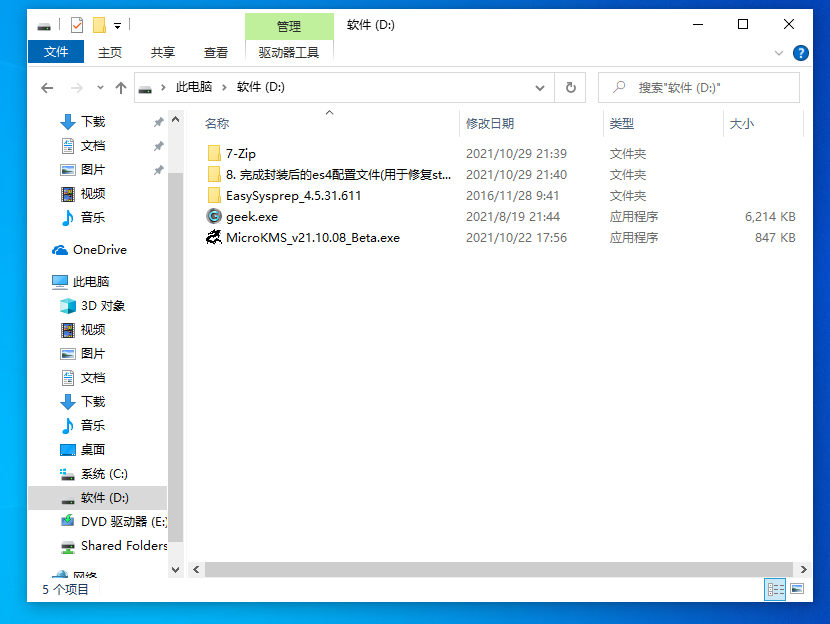 管理
软件 (D:)
文件 主页 共享 查看 驱动器工具
此电脑 软件 (D:)
搜索"软件 (D:)"
名称 修改日期 类型 大小
7-Zip 2021/10/29 21:39 文件夹
8. 完成封装后的es4配置文件(用于修复st... 2021/10/29 21:40 文件夹
EasySysprep_4.5.31.611 2016/11/28 9:41 文件夹
geek.exe 2021/8/19 21:44 应用程序 6,214 KB
MicroKMS_v21.10.08_Beta.exe 2021/10/22 17:56 应用程序 847 KB
下载
文档
图片
视频
音乐
OneDrive
此电脑
3D 对象
视频
图片
文档
下载
音乐
桌面
系统 (C:)
软件 (D:)
DVD 驱动器 (E:)
Shared Folders
网络
5 个项目